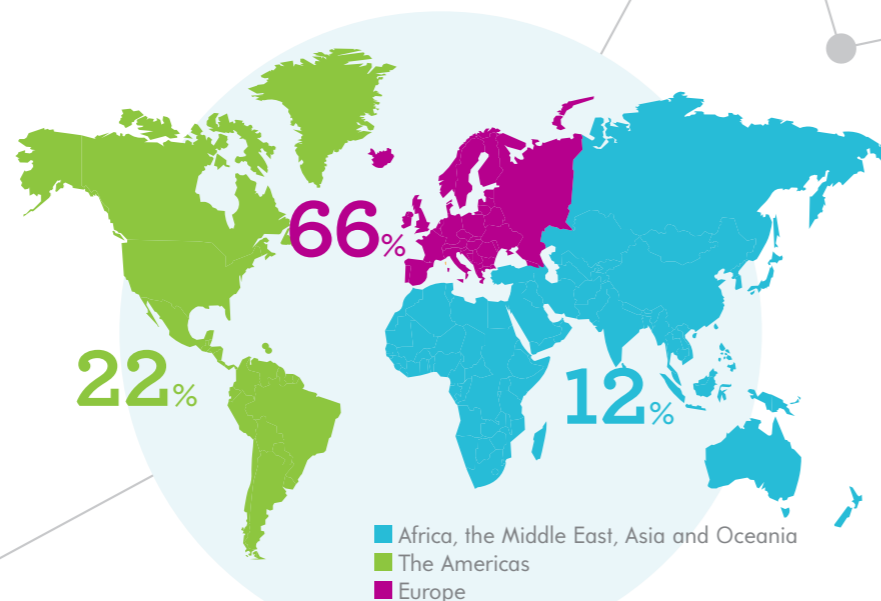 66%
22%
12%
Africa, the Middle East, Asia and Oceania
The Americas
Europe